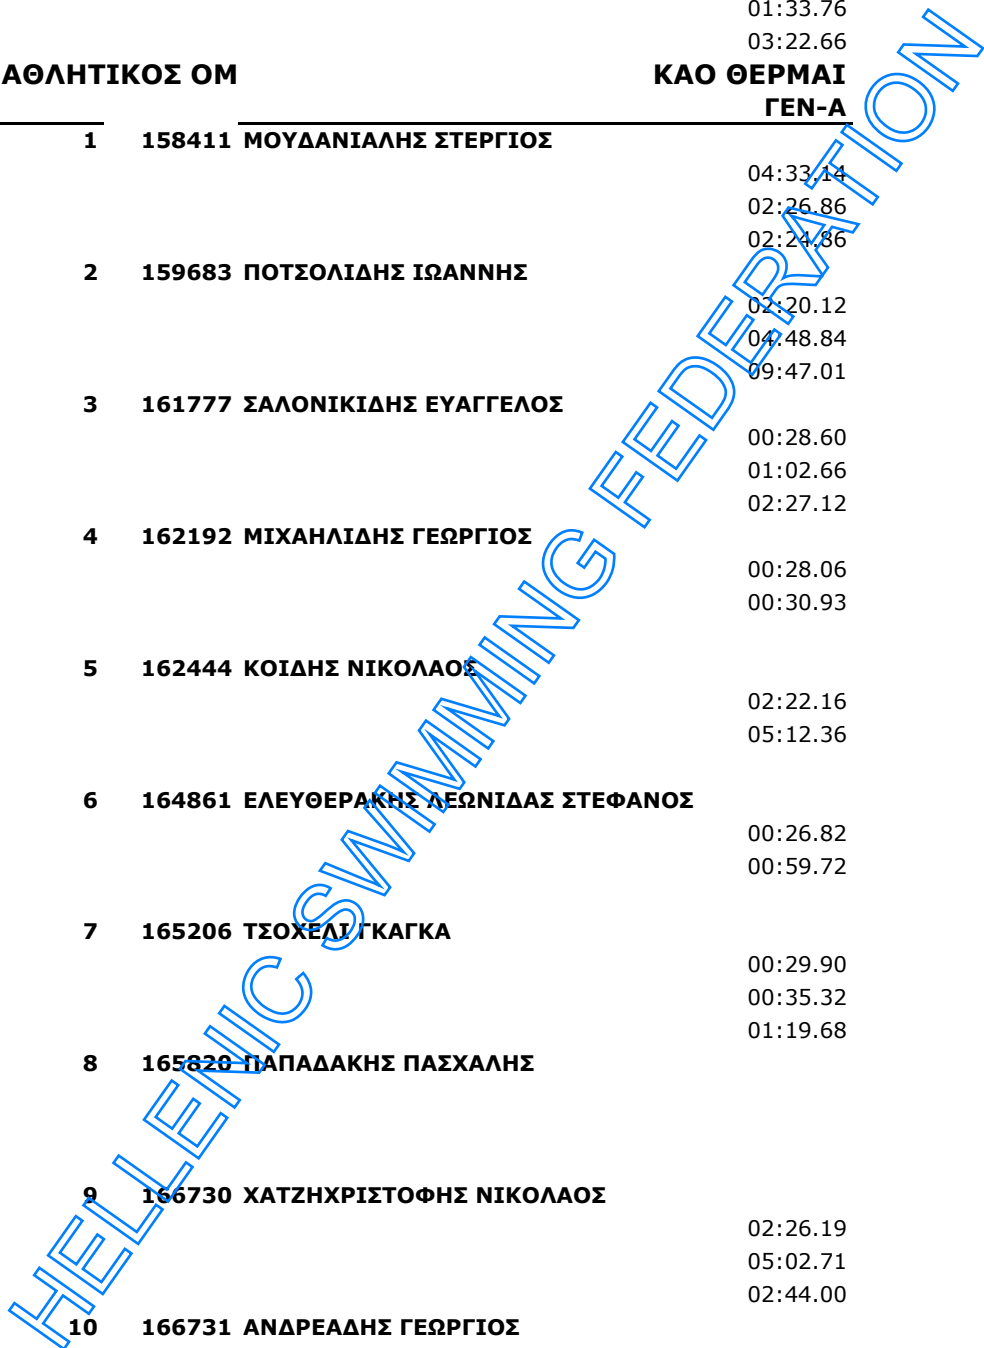 01:33.76
03:22.66
ΑΘΛΗΤΙΚΟΣ ΟΜ ΚΑΟ ΘΕΡΜΑΙ
ΓΕΝ-Α
1 158411 ΜΟΥΔΑΝΙΑΛΗΣ ΣΤΕΡΓΙΟΣ
04:33.14
02:26.86
02:24.86
2 159683 ΠΟΤΣΟΛΙΔΗΣ ΙΩΑΝΝΗΣ
02:20.12
04:48.84
09:47.01
3 161777 ΣΑΛΟΝΙΚΙΔΗΣ ΕΥΑΓΓΕΛΟΣ
00:28.60
01:02.66
02:27.12
4 162192 ΜΙΧΑΗΛΙΔΗΣ ΓΕΩΡΓΙΟΣ
00:28.06
00:30.93
5 162444 ΚΟΙΔΗΣ ΝΙΚΟΛΑΟΣ
02:22.16
05:12.36
6 164861 ΕΛΕΥΘΕΡΑΚΗΣ ΛΕΩΝΙΔΑΣ ΣΤΕΦΑΝΟΣ
00:26.82
00:59.72
7 165206 ΤΣΟΧΕΛΙ ΓΚΑΓΚΑ
00:29.90
00:35.32
01:19.68
8 165820 ΠΑΠΑΔΑΚΗΣ ΠΑΣΧΑΛΗΣ
9 166730 ΧΑΤΖΗΧΡΙΣΤΟΦΗΣ ΝΙΚΟΛΑΟΣ
02:26.19
05:02.71
02:44.00
10 166731 ΑΝΔΡΕΑΔΗΣ ΓΕΩΡΓΙΟΣ
HELLENIC SWIMMING FEDERATION